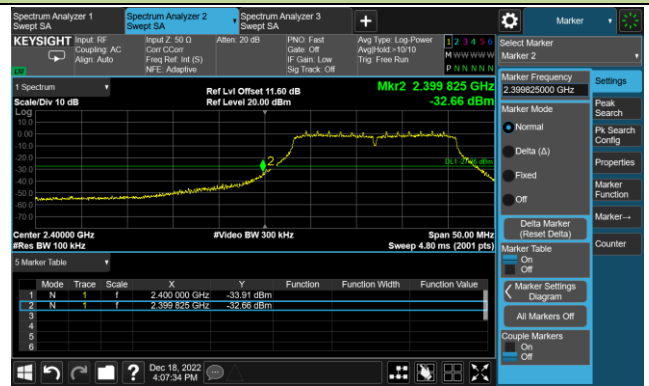 Spectrum Analyzer 1
Swept SA
Spectrum Analyzer 2
Swept SA
Spectrum Analyzer 3
Swept SA
+
Marker
KEYSIGHT
Input: RF
Coupling: AC
Align: Auto
Input Z: 50 Ω
Corr CCorr
Freq Ref: Int (S)
NFE: Adaptive
Atten: 20 dB
PNO: Fast
Gate: Off
IF Gain: Low
Sig Track: Off
Avg Type: Log-Power
Avg|Hold:>10/10
Trig: Free Run
1 2 3 4 5 6
M W W W W W
P N N N N N
Select Marker
Marker 2
1 Spectrum
Scale/Div 10 dB
Log
Ref Lvl Offset 11.60 dB
Ref Level 20.00 dBm
Mkr2 2.399 825 GHz
-32.66 dBm
10.0
0.00
-10.0
-20.0
-30.0
-40.0
-50.0
-60.0
-70.0
2
Center 2.40000 GHz
#Res BW 100 kHz
#Video BW 300 kHz
Span 50.00 MHz
Sweep 4.80 ms (2001 pts)
5 Marker Table
Mode Trace Scale X Y Function Function Width Function Value
1 N 1 f 2.400 000 GHz -33.91 dBm
2 N 1 f 2.399 825 GHz -32.66 dBm
3
4
5
6
Marker Frequency
2.399825000 GHz
Marker Mode
Normal
Delta (Δ)
Fixed
Off
Delta Marker
(Reset Delta)
Marker Table
On
Off
Marker Settings
Diagram
All Markers Off
Couple Markers
On
Off
Settings
Peak
Search
Pk Search
Config
Properties
Marker
Function
Marker→
Counter
?
Dec 18, 2022
4:07:34 PM